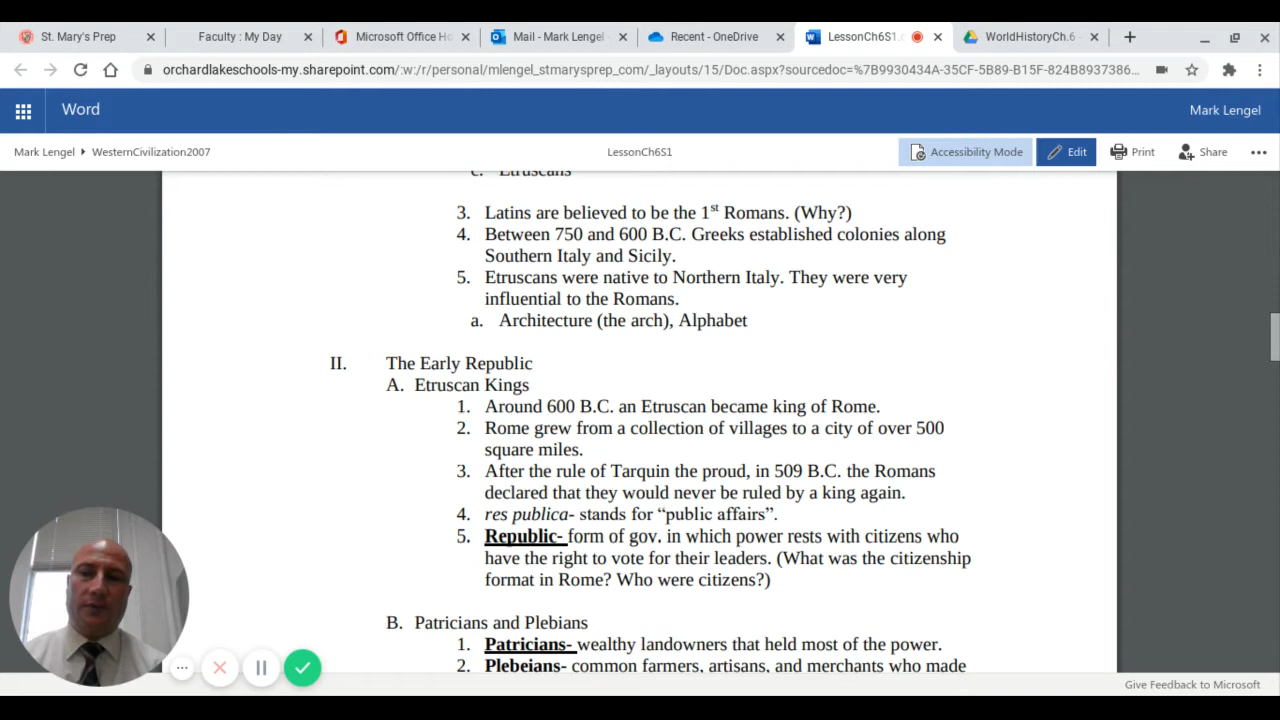 St. Mary's Prep
Faculty : My Day
Microsoft Office Ho
Mail - Mark Lengel -
Recent - OneDrive
LessonCh6S1.
WorldHistoryCh.6 -
orchardlakeschools-my.sharepoint.com/:w:/r/personal/mlengel_stmarysprep_com/_layouts/15/Doc.aspx?sourcedoc=%7B9930434A-35CF-5B89-B15F-824B8937386...
Word
Mark Lengel
Mark Lengel ▸ WesternCivilization2007
LessonCh6S1
Accessibility Mode
Edit
Print
Share
c. Etruscans
3. Latins are believed to be the 1st Romans. (Why?)
4. Between 750 and 600 B.C. Greeks established colonies along
Southern Italy and Sicily.
5. Etruscans were native to Northern Italy. They were very
influential to the Romans.
a. Architecture (the arch), Alphabet
II. The Early Republic
A. Etruscan Kings
1. Around 600 B.C. an Etruscan became king of Rome.
2. Rome grew from a collection of villages to a city of over 500
square miles.
3. After the rule of Tarquin the proud, in 509 B.C. the Romans
declared that they would never be ruled by a king again.
4. res publica- stands for “public affairs”.
5. Republic- form of gov. in which power rests with citizens who
have the right to vote for their leaders. (What was the citizenship
format in Rome? Who were citizens?)
B. Patricians and Plebians
1. Patricians- wealthy landowners that held most of the power.
2. Plebeians- common farmers, artisans, and merchants who made
Give Feedback to Microsoft